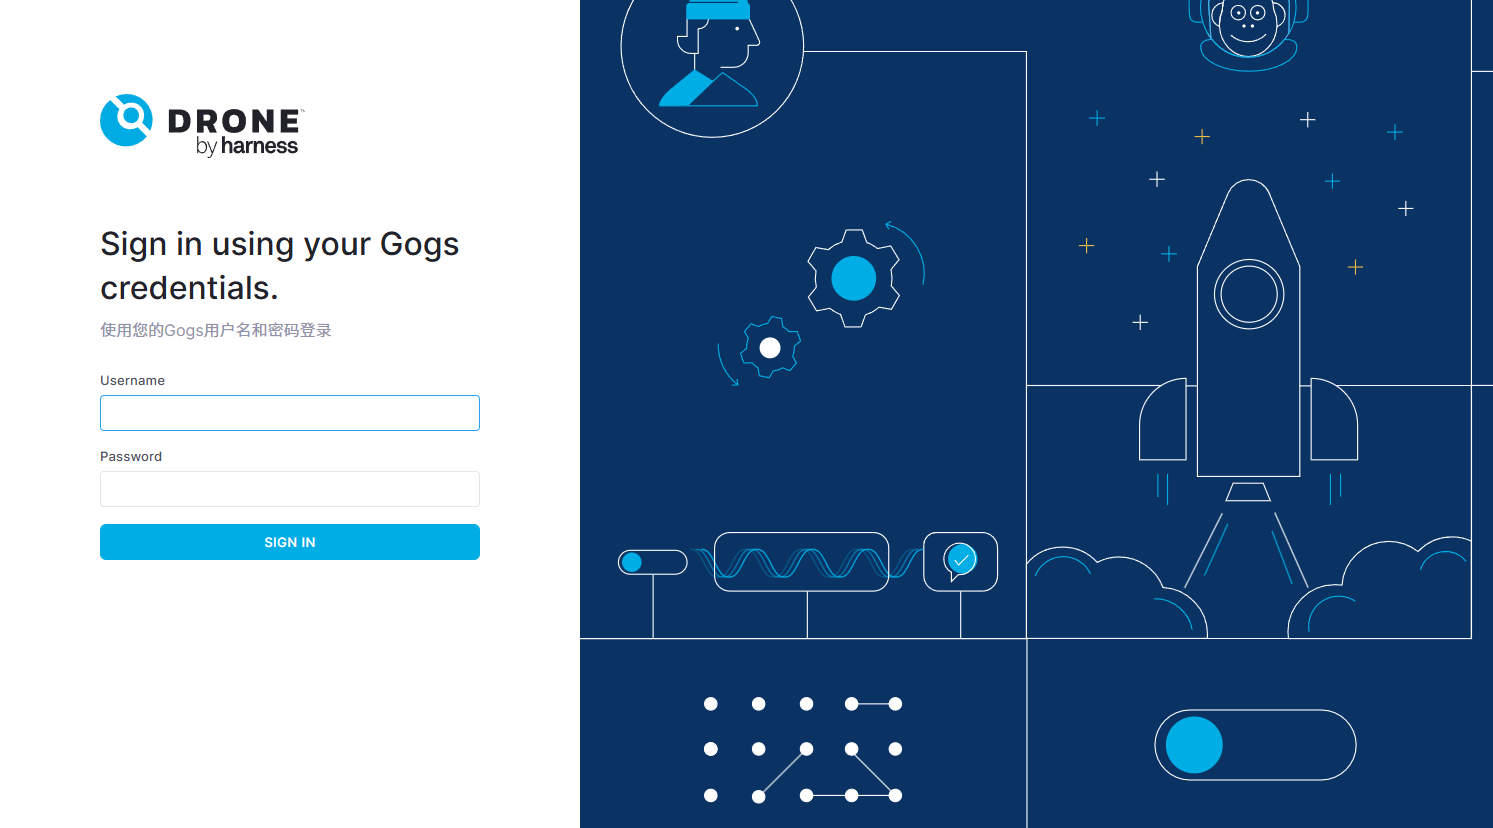 DRONE™
by harness
Sign in using your Gogs
credentials.
使用您的Gogs用户名和密码登录
Username
Password
SIGN IN